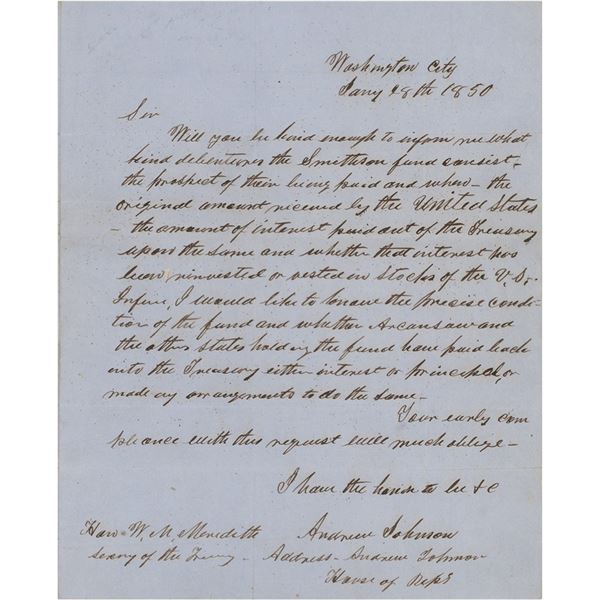 Washington City
Jany 28th 1850
Sir
Will you be kind enough to inform me what
kind debentures the Smithson fund consist –
the prospect of their being paid and when – the
original amount received by the United States
– the amount of interest paid out of the Treasury
upon the same and whether that interest has
been reinvested or vested in stocks of the U. Ss.
In fine, I would like to know the precise condi-
tion of the fund and whether Arcansaw and
the other states holding the fund have paid back
into the Treasury either interest or principal, or
made any arrangements to do the same –
Your early com
pliance with this request will much oblige –
I have the honor to be &c
Hon W. M. Meredith
Andrew Johnson
Secry of the Treasy – Address – Andrew Johnson
House of Reps